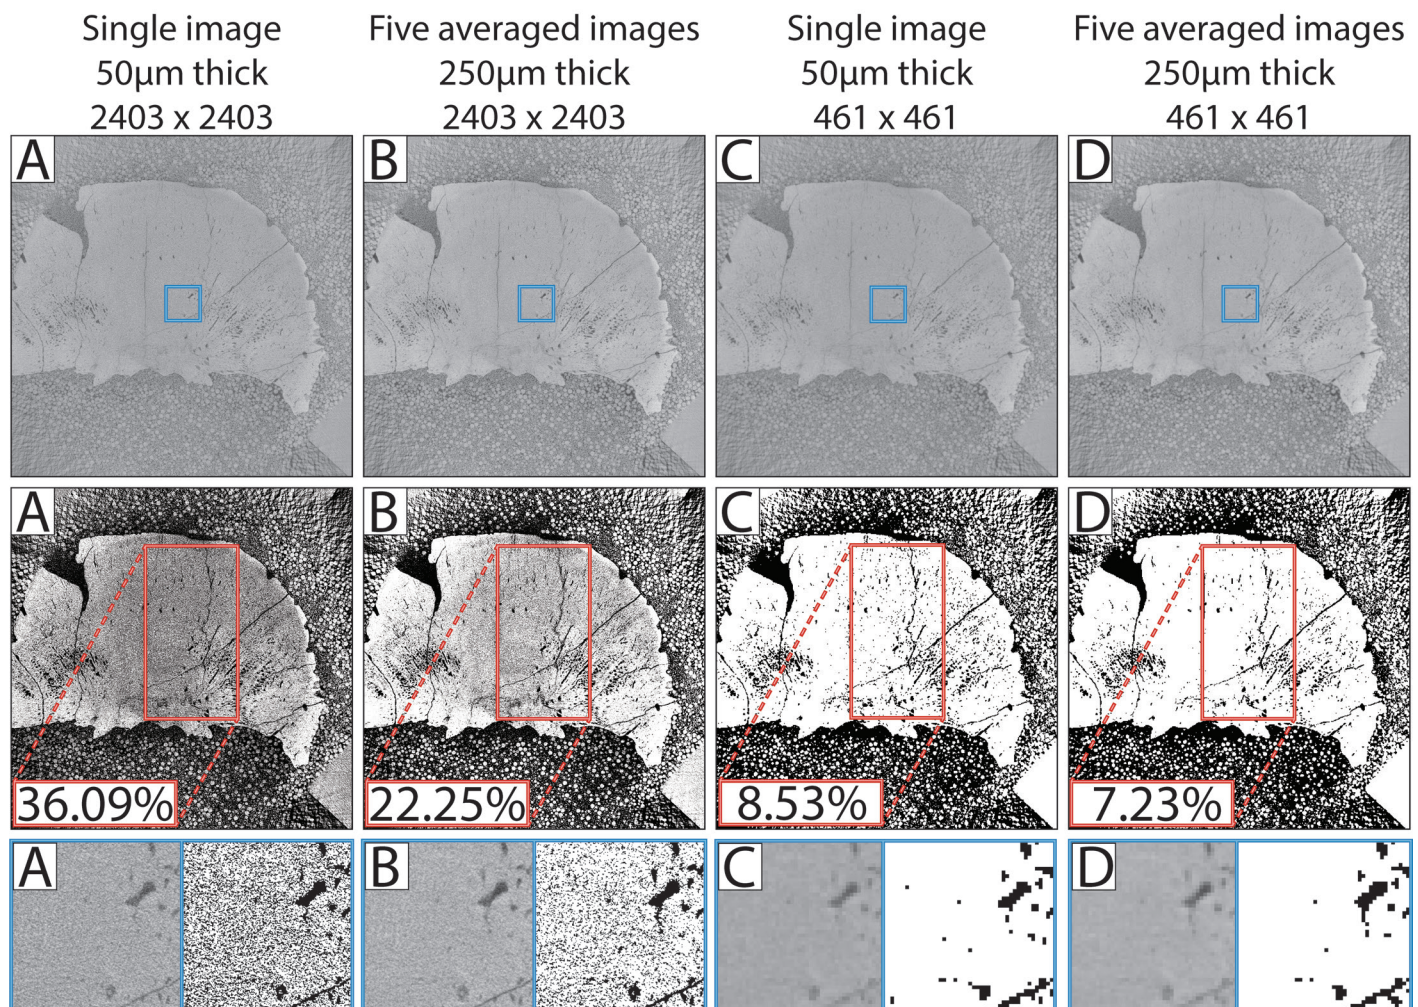 Single image
50µm thick
2403 x 2403
Five averaged images
250µm thick
2403 x 2403
Single image
50µm thick
461 x 461
Five averaged images
250µm thick
461 x 461
A
B
C
D
A
B
C
D
36.09%
22.25%
8.53%
7.23%
A
B
C
D